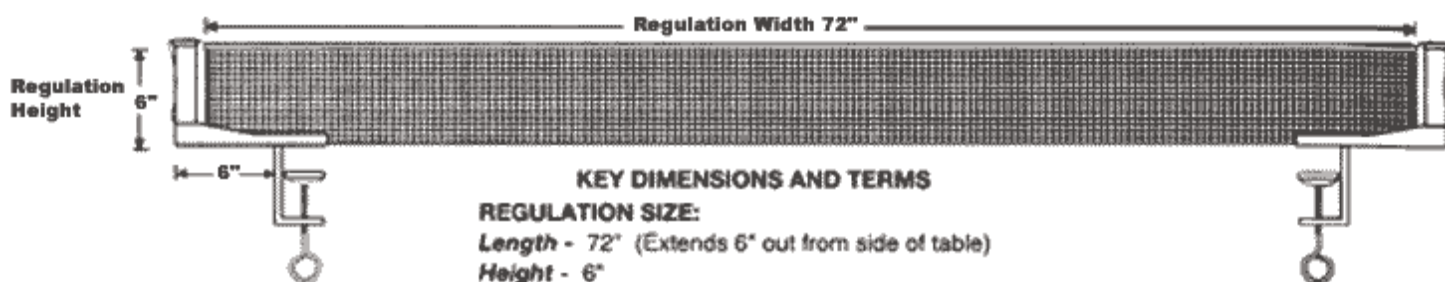 Regulation Width 72"
Regulation
Height
6"
6"
KEY DIMENSIONS AND TERMS
REGULATION SIZE:
Length - 72" (Extends 6" out from side of table)
Height - 6"